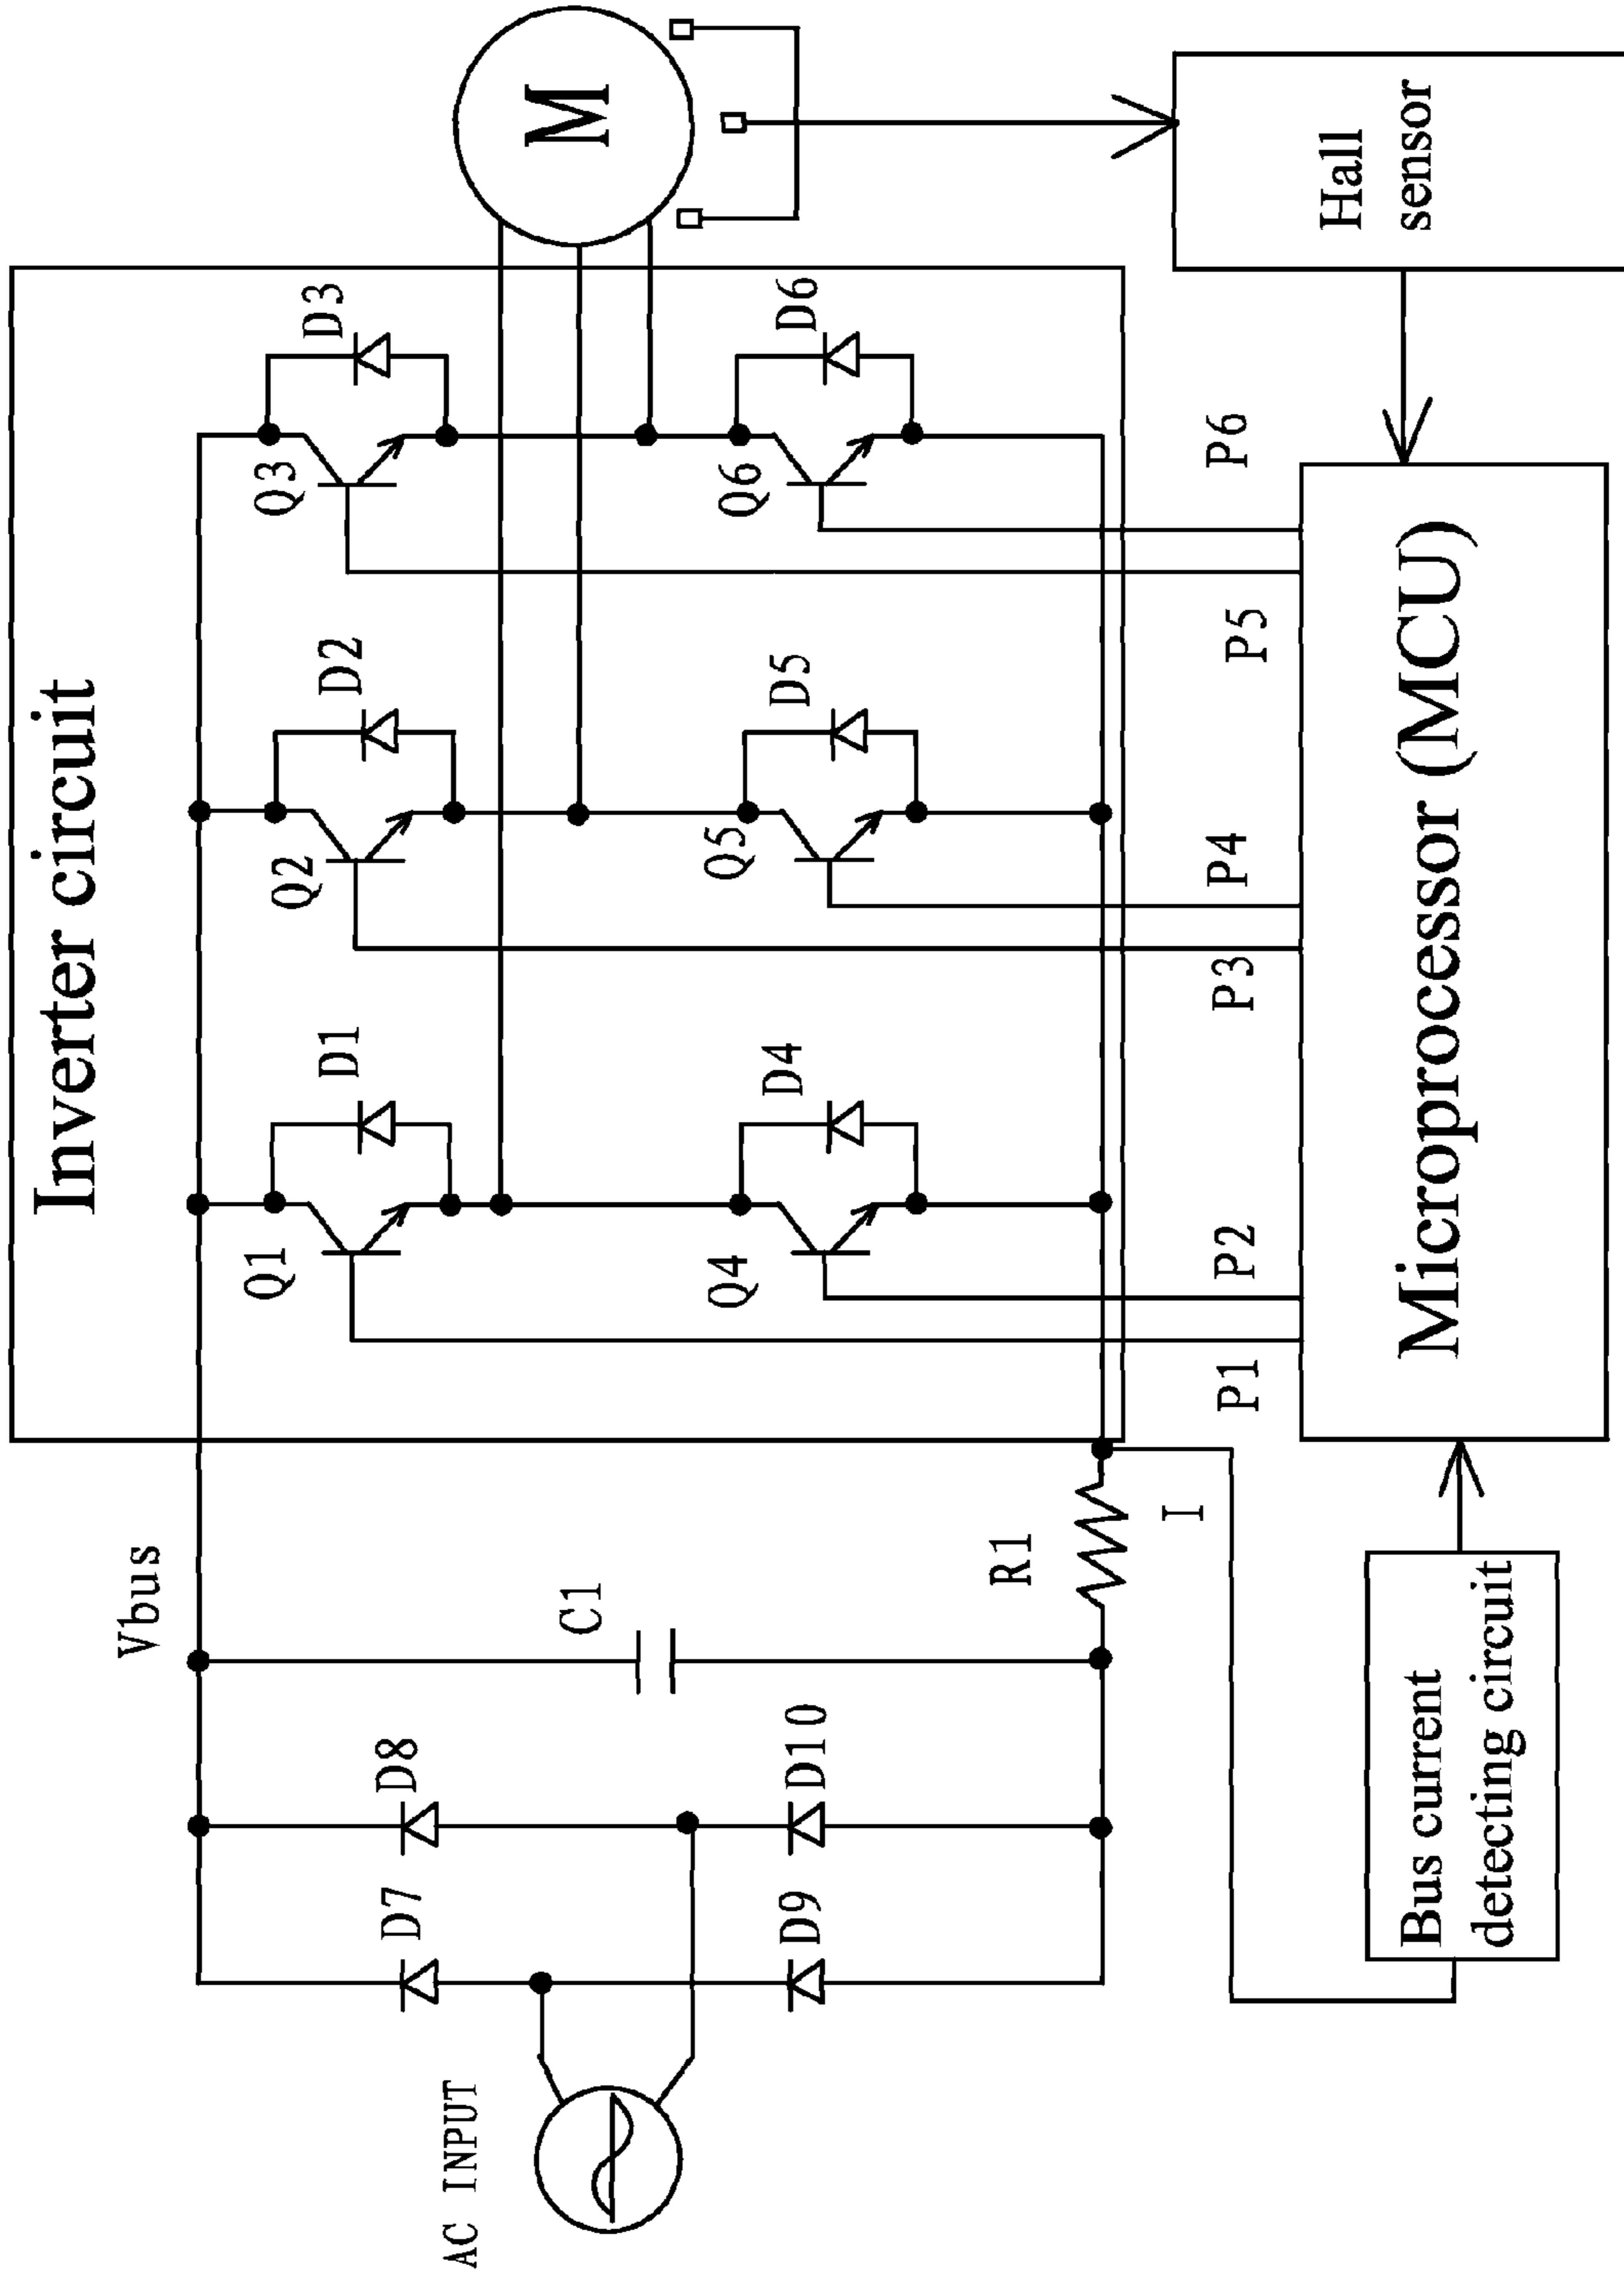 Inverter circuit
Vbus
Q1
D1
Q2
D2
Q3
D3
AC INPUT
D7
D8
C1
M
D9
D10
Q4
D4
Q5
D5
Q6
D6
R1
I
P1
P2
P3
P4
P5
P6
Hall
sensor
Bus current
detecting circuit
Microprocessor (MCU)